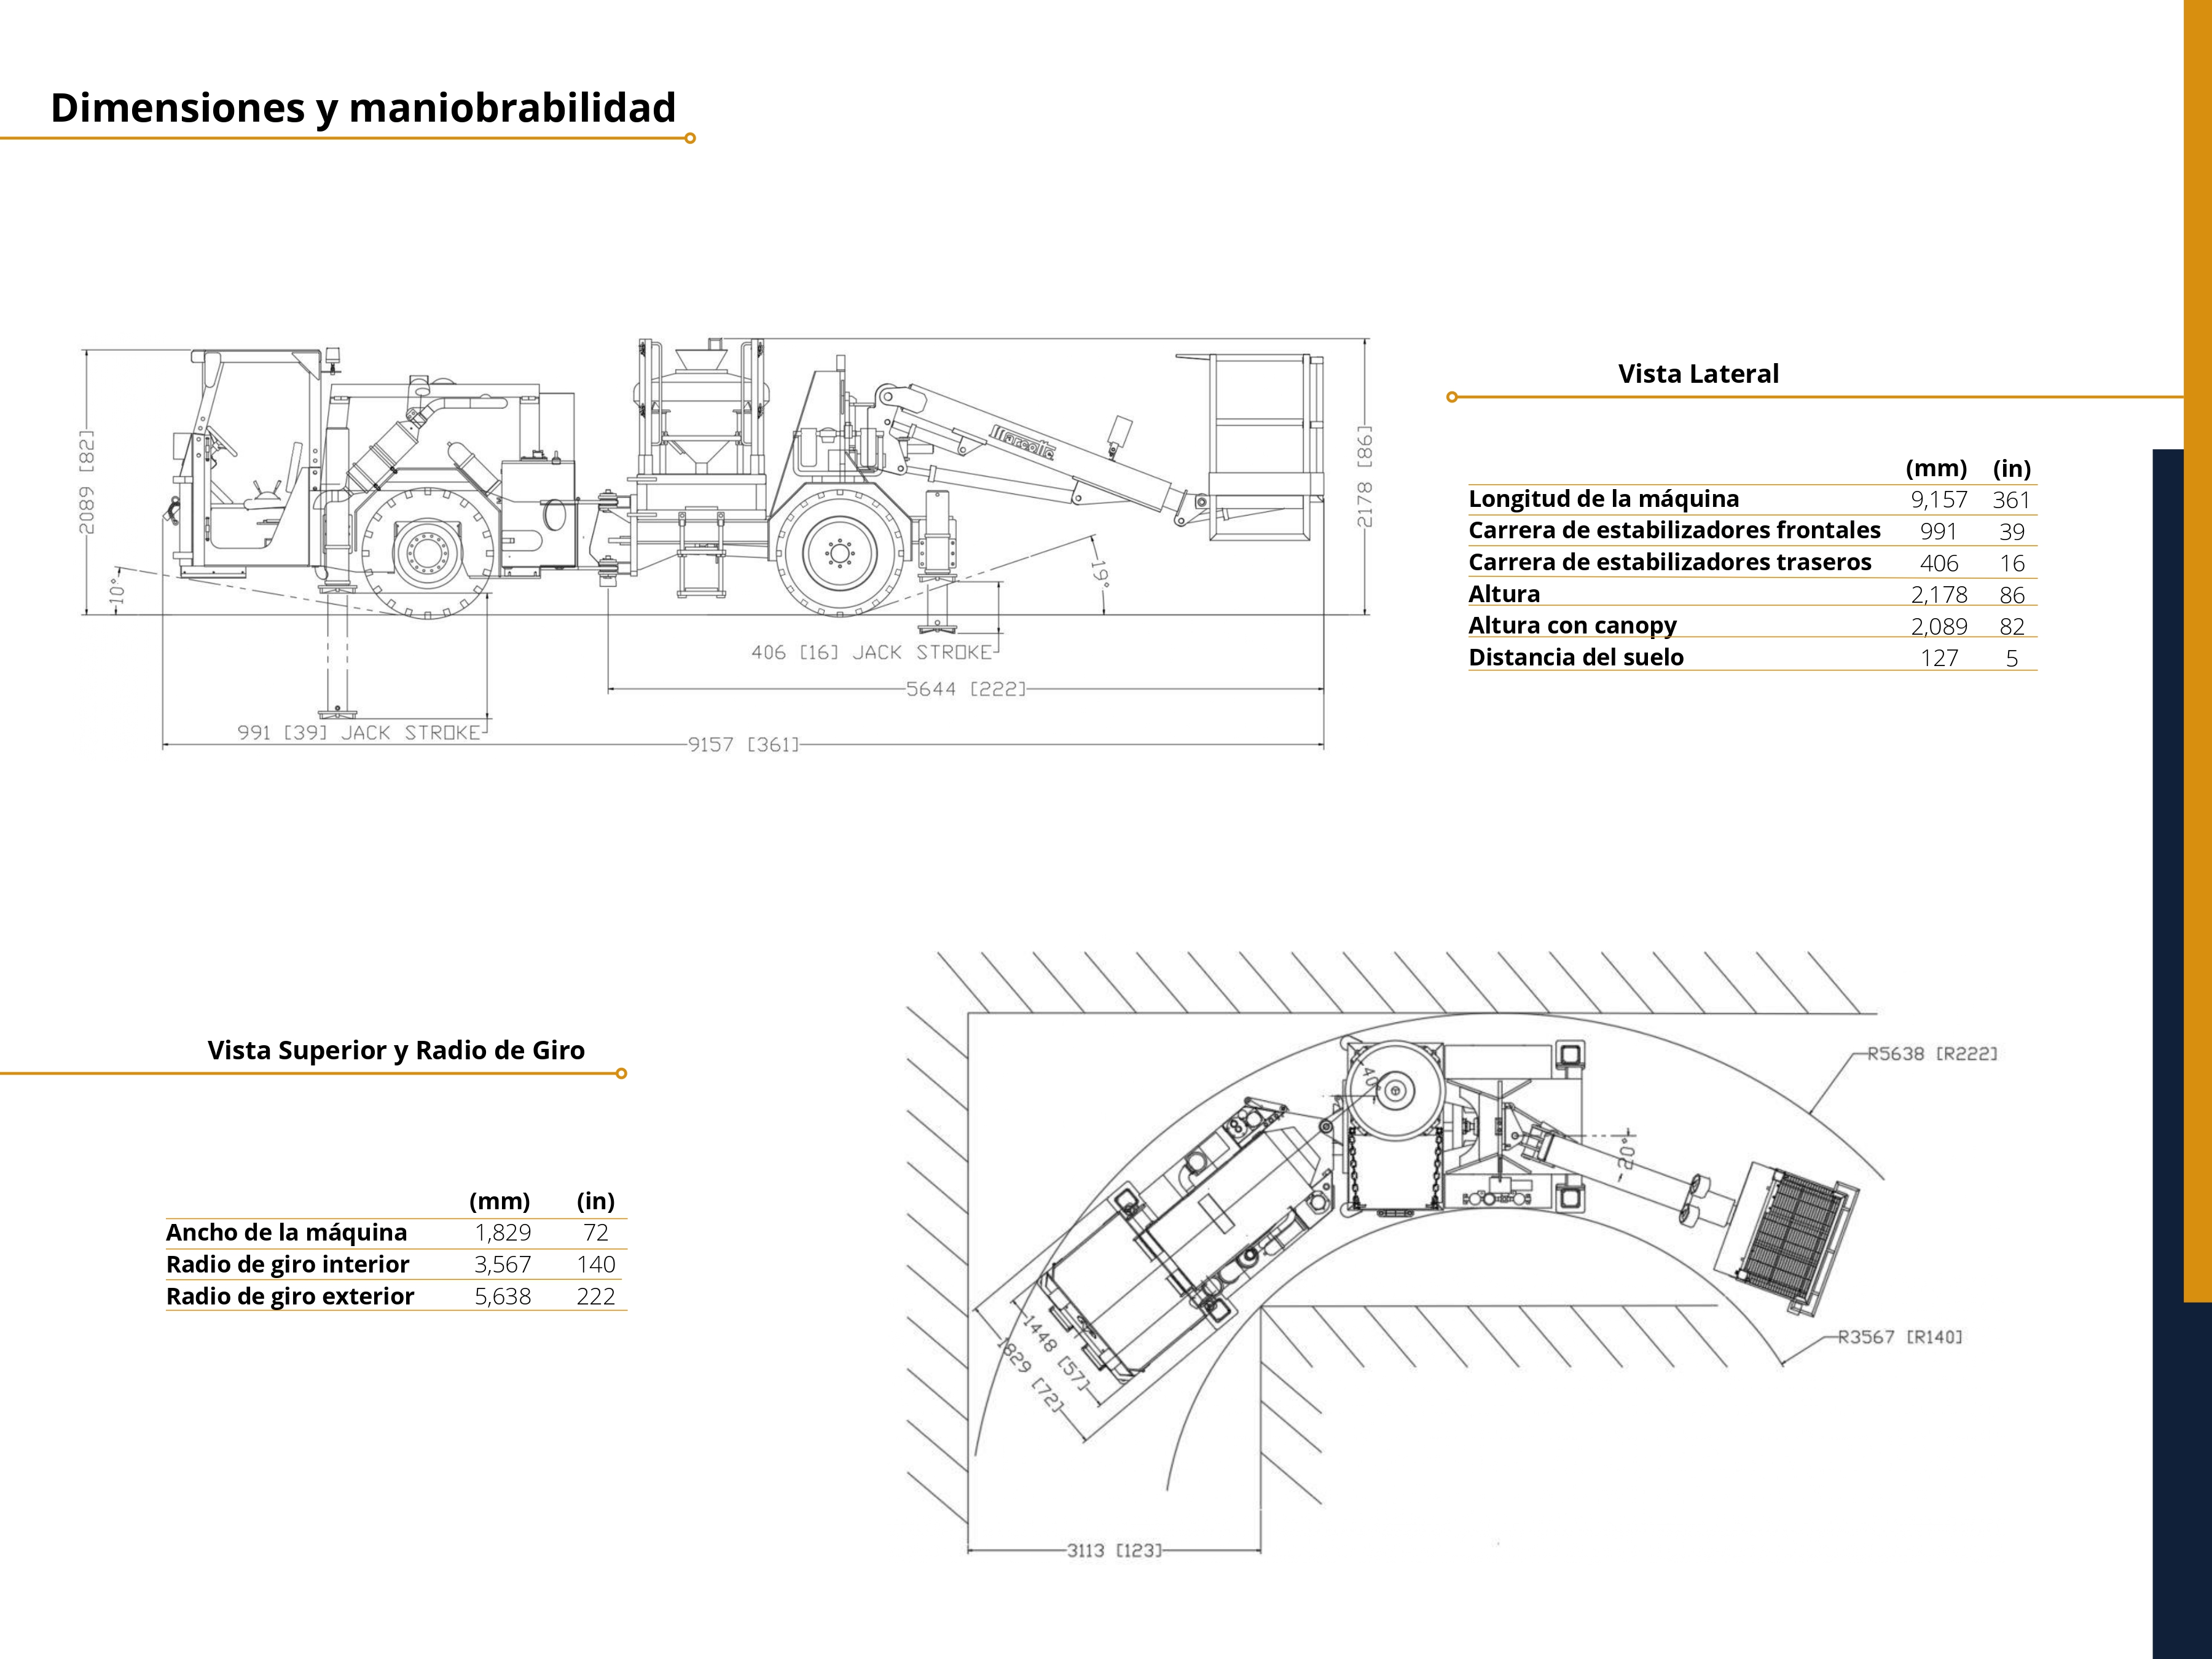 Dimensiones y maniobrabilidad
2089 [82]
10°
marcotte
2178 [86]
19°
406 [16] JACK STROKE
5644 [222]
991 [39] JACK STROKE
9157 [361]
Vista Lateral
(mm) (in)
Longitud de la máquina 9,157 361
Carrera de estabilizadores frontales 991 39
Carrera de estabilizadores traseros 406 16
Altura 2,178 86
Altura con canopy 2,089 82
Distancia del suelo 127 5
Vista Superior y Radio de Giro
(mm) (in)
Ancho de la máquina 1,829 72
Radio de giro interior 3,567 140
Radio de giro exterior 5,638 222
R5638 [R222]
40°
20°
R3567 [R140]
1448 [57]
1829 [72]
3113 [123]